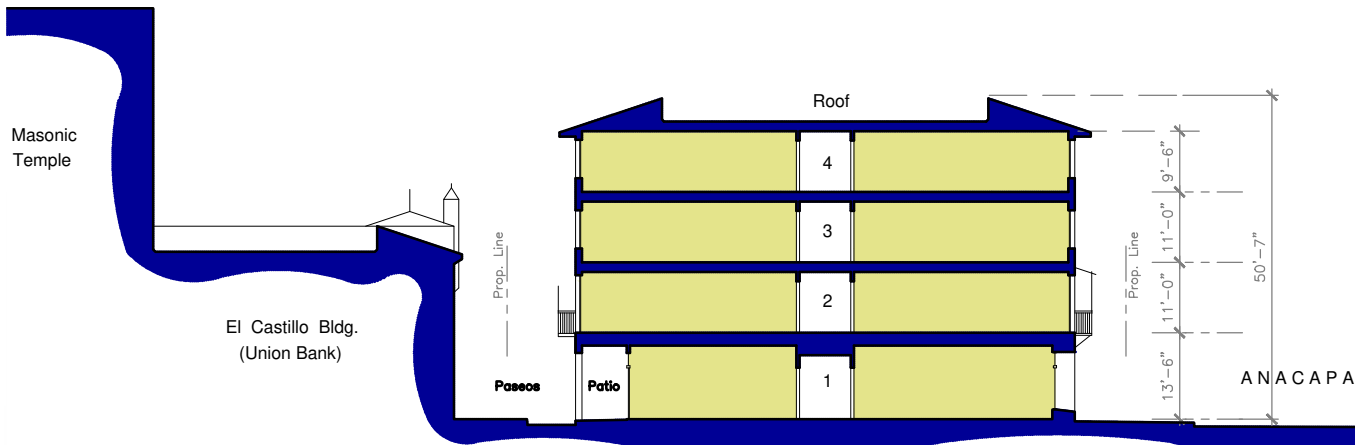 Roof
Masonic
Temple
4
9'-6"
3
11'-0"
Prop. Line
Prop. Line
50'-7"
2
11'-0"
El Castillo Bldg.
(Union Bank)
Paseos
Patio
1
13'-6"
ANACAPA